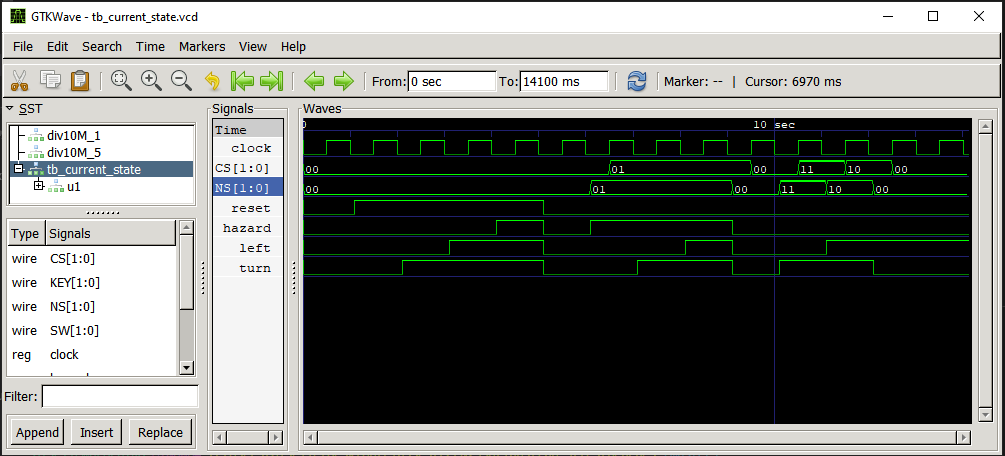 GTKWave - tb_current_state.vcd
File Edit Search Time Markers View Help
From: 0 sec To: 14100 ms Marker: -- | Cursor: 6970 ms
SST
div10M_1
div10M_5
tb_current_state
u1
Type Signals
wire CS[1:0]
wire KEY[1:0]
wire NS[1:0]
wire SW[1:0]
reg clock
Filter:
Append Insert Replace
Signals
Time
clock
CS[1:0]
NS[1:0]
reset
hazard
left
turn
Waves
0 10 sec
00 01 00 11 10 00
00 01 00 11 10 00